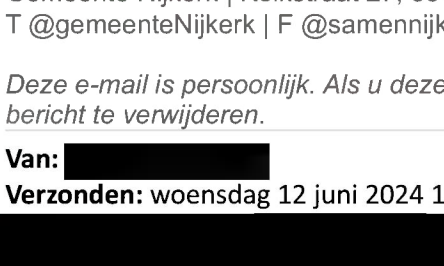 T @gemeenteNijkerk | F @samennijk
Deze e-mail is persoonlijk. Als u deze
bericht te verwijderen.
Van:
Verzonden: woensdag 12 juni 2024 1